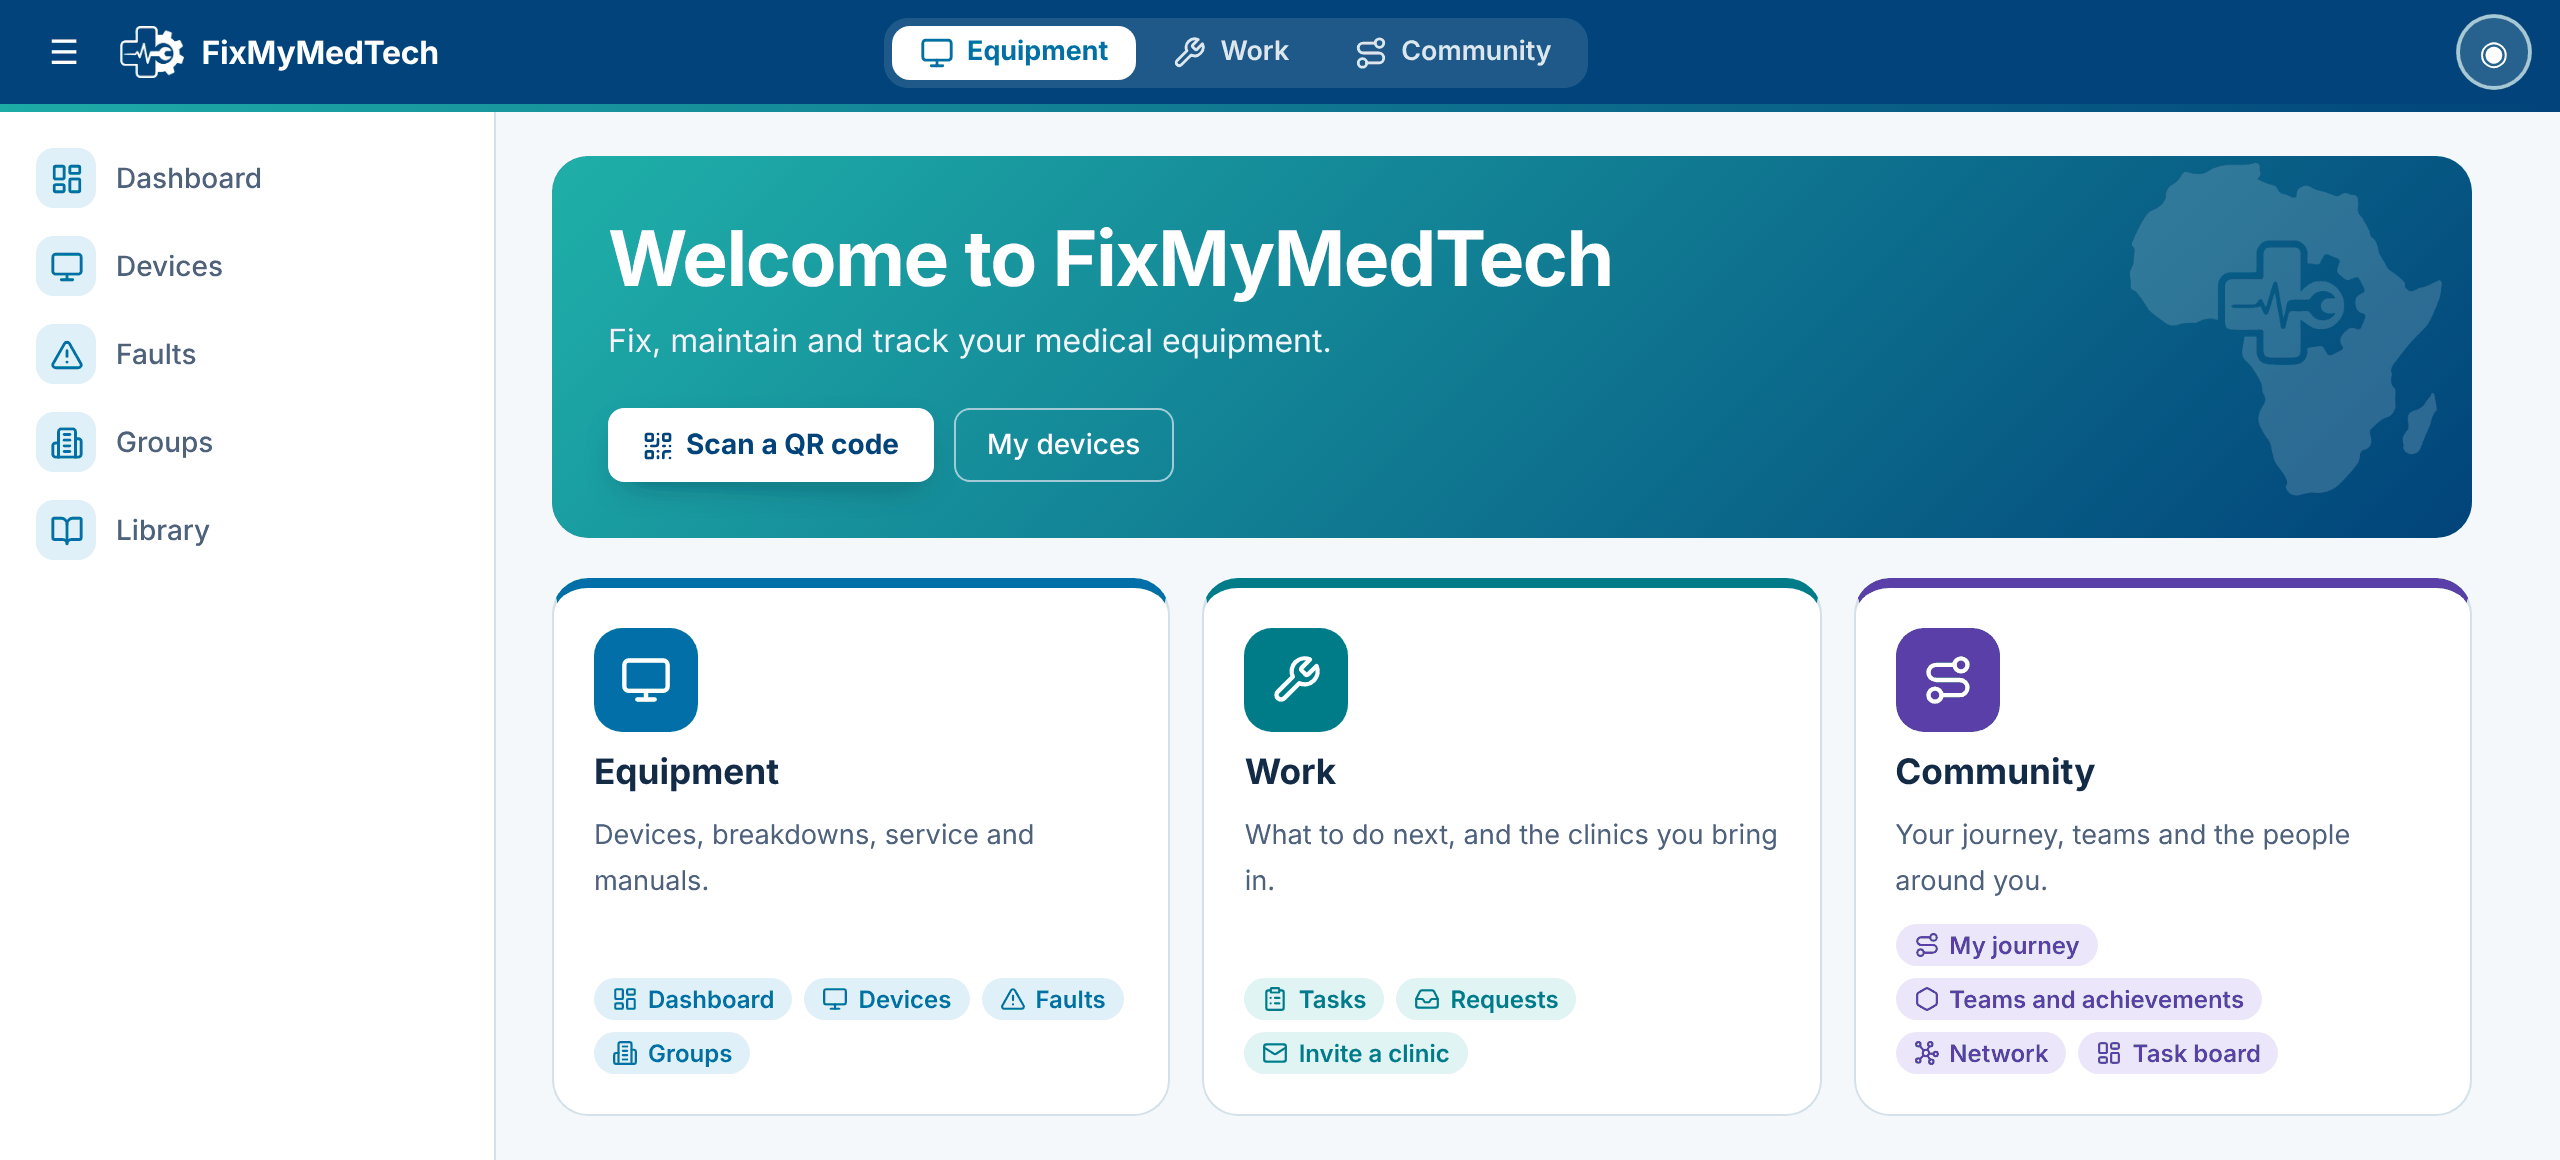 FixMyMedTech
Equipment
Work
Community
Dashboard
Devices
Faults
Groups
Library
Welcome to FixMyMedTech
Fix, maintain and track your medical equipment.
Scan a QR code
My devices
Equipment
Devices, breakdowns, service and
manuals.
Dashboard
Devices
Faults
Groups
Work
What to do next, and the clinics you bring
in.
Tasks
Requests
Invite a clinic
Community
Your journey, teams and the people
around you.
My journey
Teams and achievements
Network
Task board